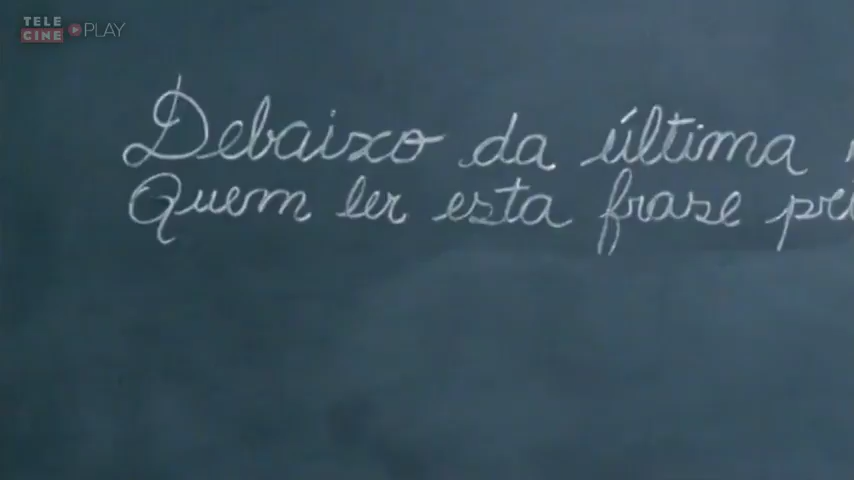 TELE
CINE PLAY
Debaixo da última
Quem ler esta frase